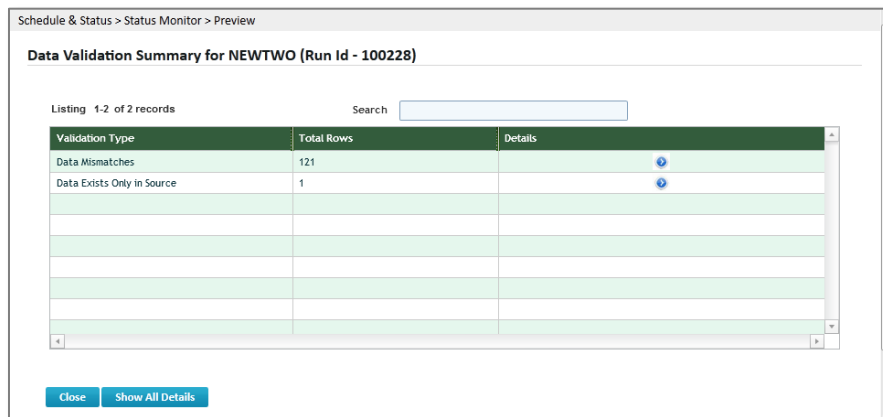 Schedule & Status > Status Monitor > Preview
Data Validation Summary for NEWTWO (Run Id - 100228)
Listing 1-2 of 2 records Search
Validation Type Total Rows Details
Data Mismatches 121
Data Exists Only in Source 1
Close Show All Details